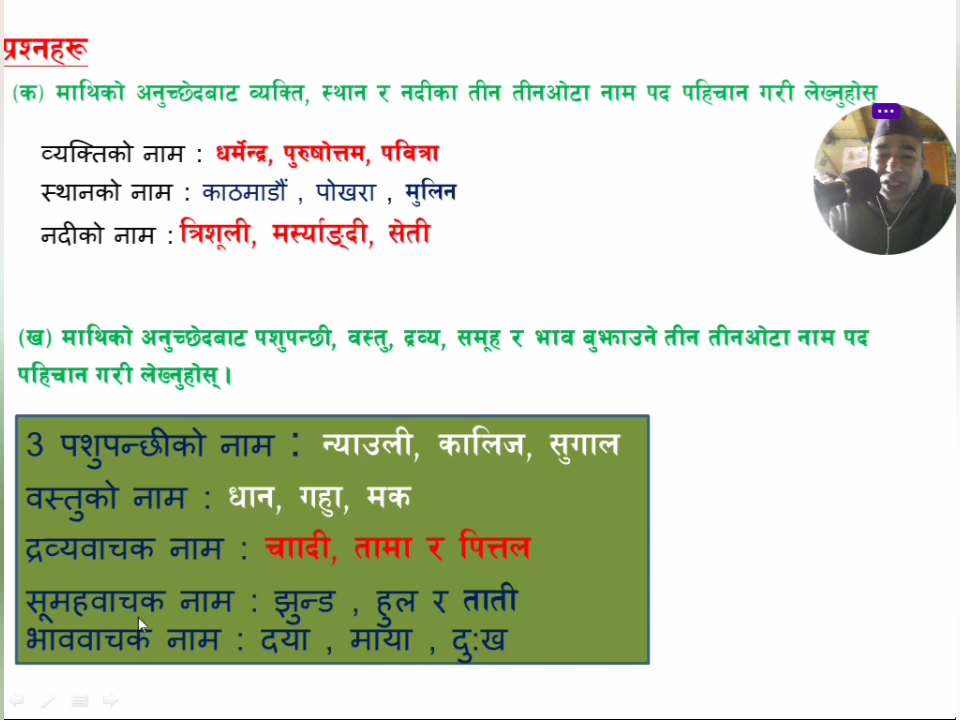 प्रश्नहरू
(क) माथिको अनुच्छेदबाट व्यक्ति, स्थान र नदीका तीन तीनओटा नाम पद पहिचान गरी लेख्नुहोस्
व्यक्तिको नाम : धर्मेन्द्र, पुरुषोत्तम, पवित्रा
स्थानको नाम : काठमाडौं , पोखरा , मुलिन
नदीको नाम : त्रिशूली, मर्स्याङ्दी, सेती
(ख) माथिको अनुच्छेदबाट पशुपन्छी, वस्तु, द्रव्य, समूह र भाव बुझाउने तीन तीनओटा नाम पद
पहिचान गरी लेख्नुहोस् ।
3 पशुपन्छीको नाम : न्याउली, कालिज, सुगाल
वस्तुको नाम : धान, गहुा, मक
द्रव्यवाचक नाम : चाादी, तामा र पित्तल
सूमहवाचक नाम : झुन्ड , हुल र ताती
भाववाचक नाम : दया , माया , दु:ख